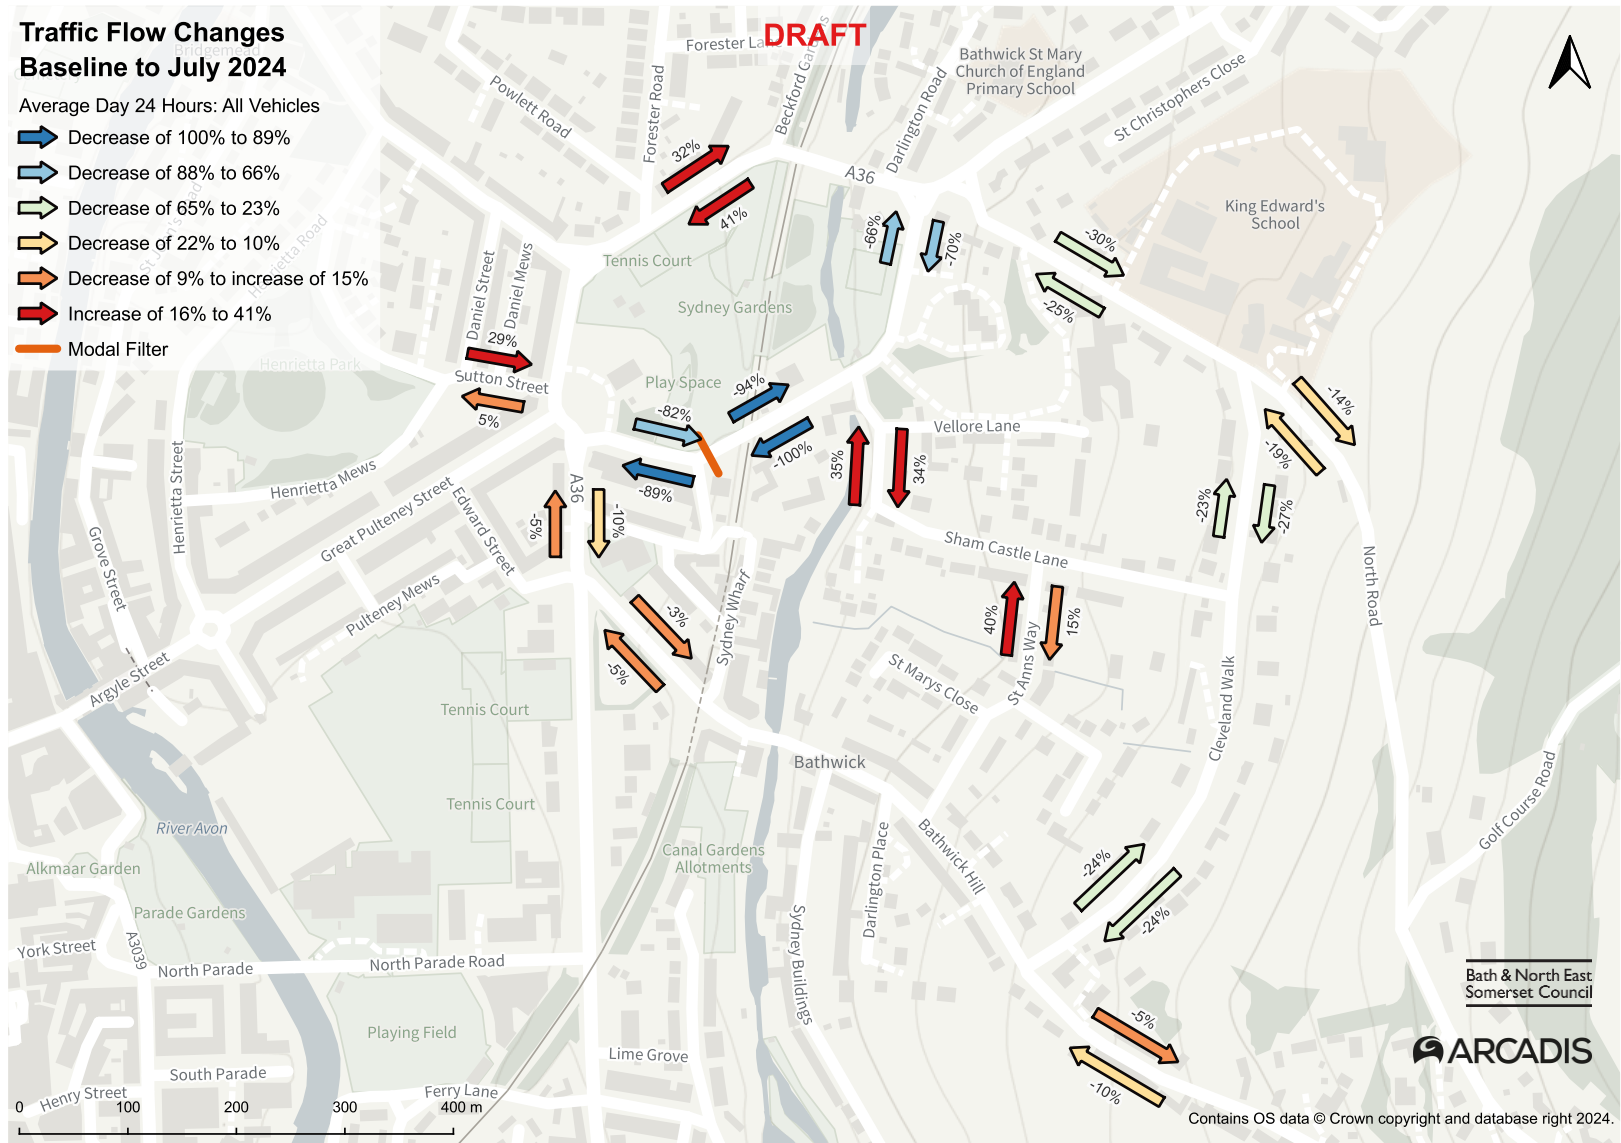 Traffic Flow Changes
Baseline to July 2024
Average Day 24 Hours: All Vehicles
Decrease of 100% to 89%
Decrease of 88% to 66%
Decrease of 65% to 23%
Decrease of 22% to 10%
Decrease of 9% to increase of 15%
Increase of 16% to 41%
Modal Filter
DRAFT
Bridgemead
Forester Lane
Beckford Gardens
Bathwick St Mary
Church of England
Primary School
St Christophers Close
Powlett Road
Forester Road
Darlington Road
A36
32%
41%
King Edward's
School
-66%
-70%
-30%
-25%
Henrietta Road
Tennis Court
Sydney Gardens
Daniel Street
Daniel Mews
29%
Sutton Street
5%
Henrietta Park
Play Space
-82%
-94%
-100%
-89%
Vellore Lane
35%
34%
-14%
-19%
-23%
-27%
Henrietta Mews
Henrietta Street
Great Pulteney Street
Edward Street
A36
-5%
-10%
Grove Street
Pulteney Mews
Sham Castle Lane
North Road
-3%
-5%
Sydney Wharf
40%
15%
St Anns Way
St Marys Close
Argyle Street
Cleveland Walk
Tennis Court
Bathwick
Tennis Court
River Avon
Golf Course Road
Canal Gardens
Allotments
Bathwick Hill
Darlington Place
Alkmaar Garden
Parade Gardens
-24%
-24%
Sydney Buildings
York Street
A3039
North Parade
North Parade Road
Playing Field
Lime Grove
South Parade
Henry Street
Ferry Lane
-5%
-10%
Bath & North East
Somerset Council
ARCADIS
0 100 200 300 400 m
Contains OS data © Crown copyright and database right 2024.